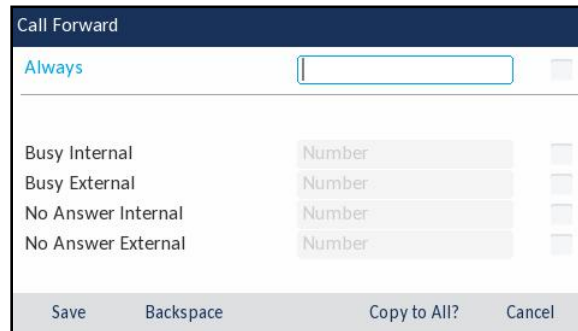 Call Forward
Always
Busy Internal Number
Busy External Number
No Answer Internal Number
No Answer External Number
Save Backspace Copy to All? Cancel